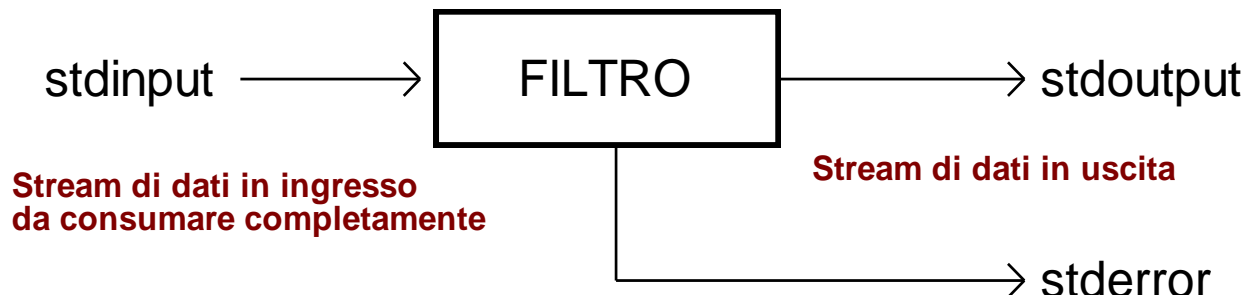 stdinput
FILTRO
stdoutput
Stream di dati in ingresso
da consumare completamente
Stream di dati in uscita
stderror